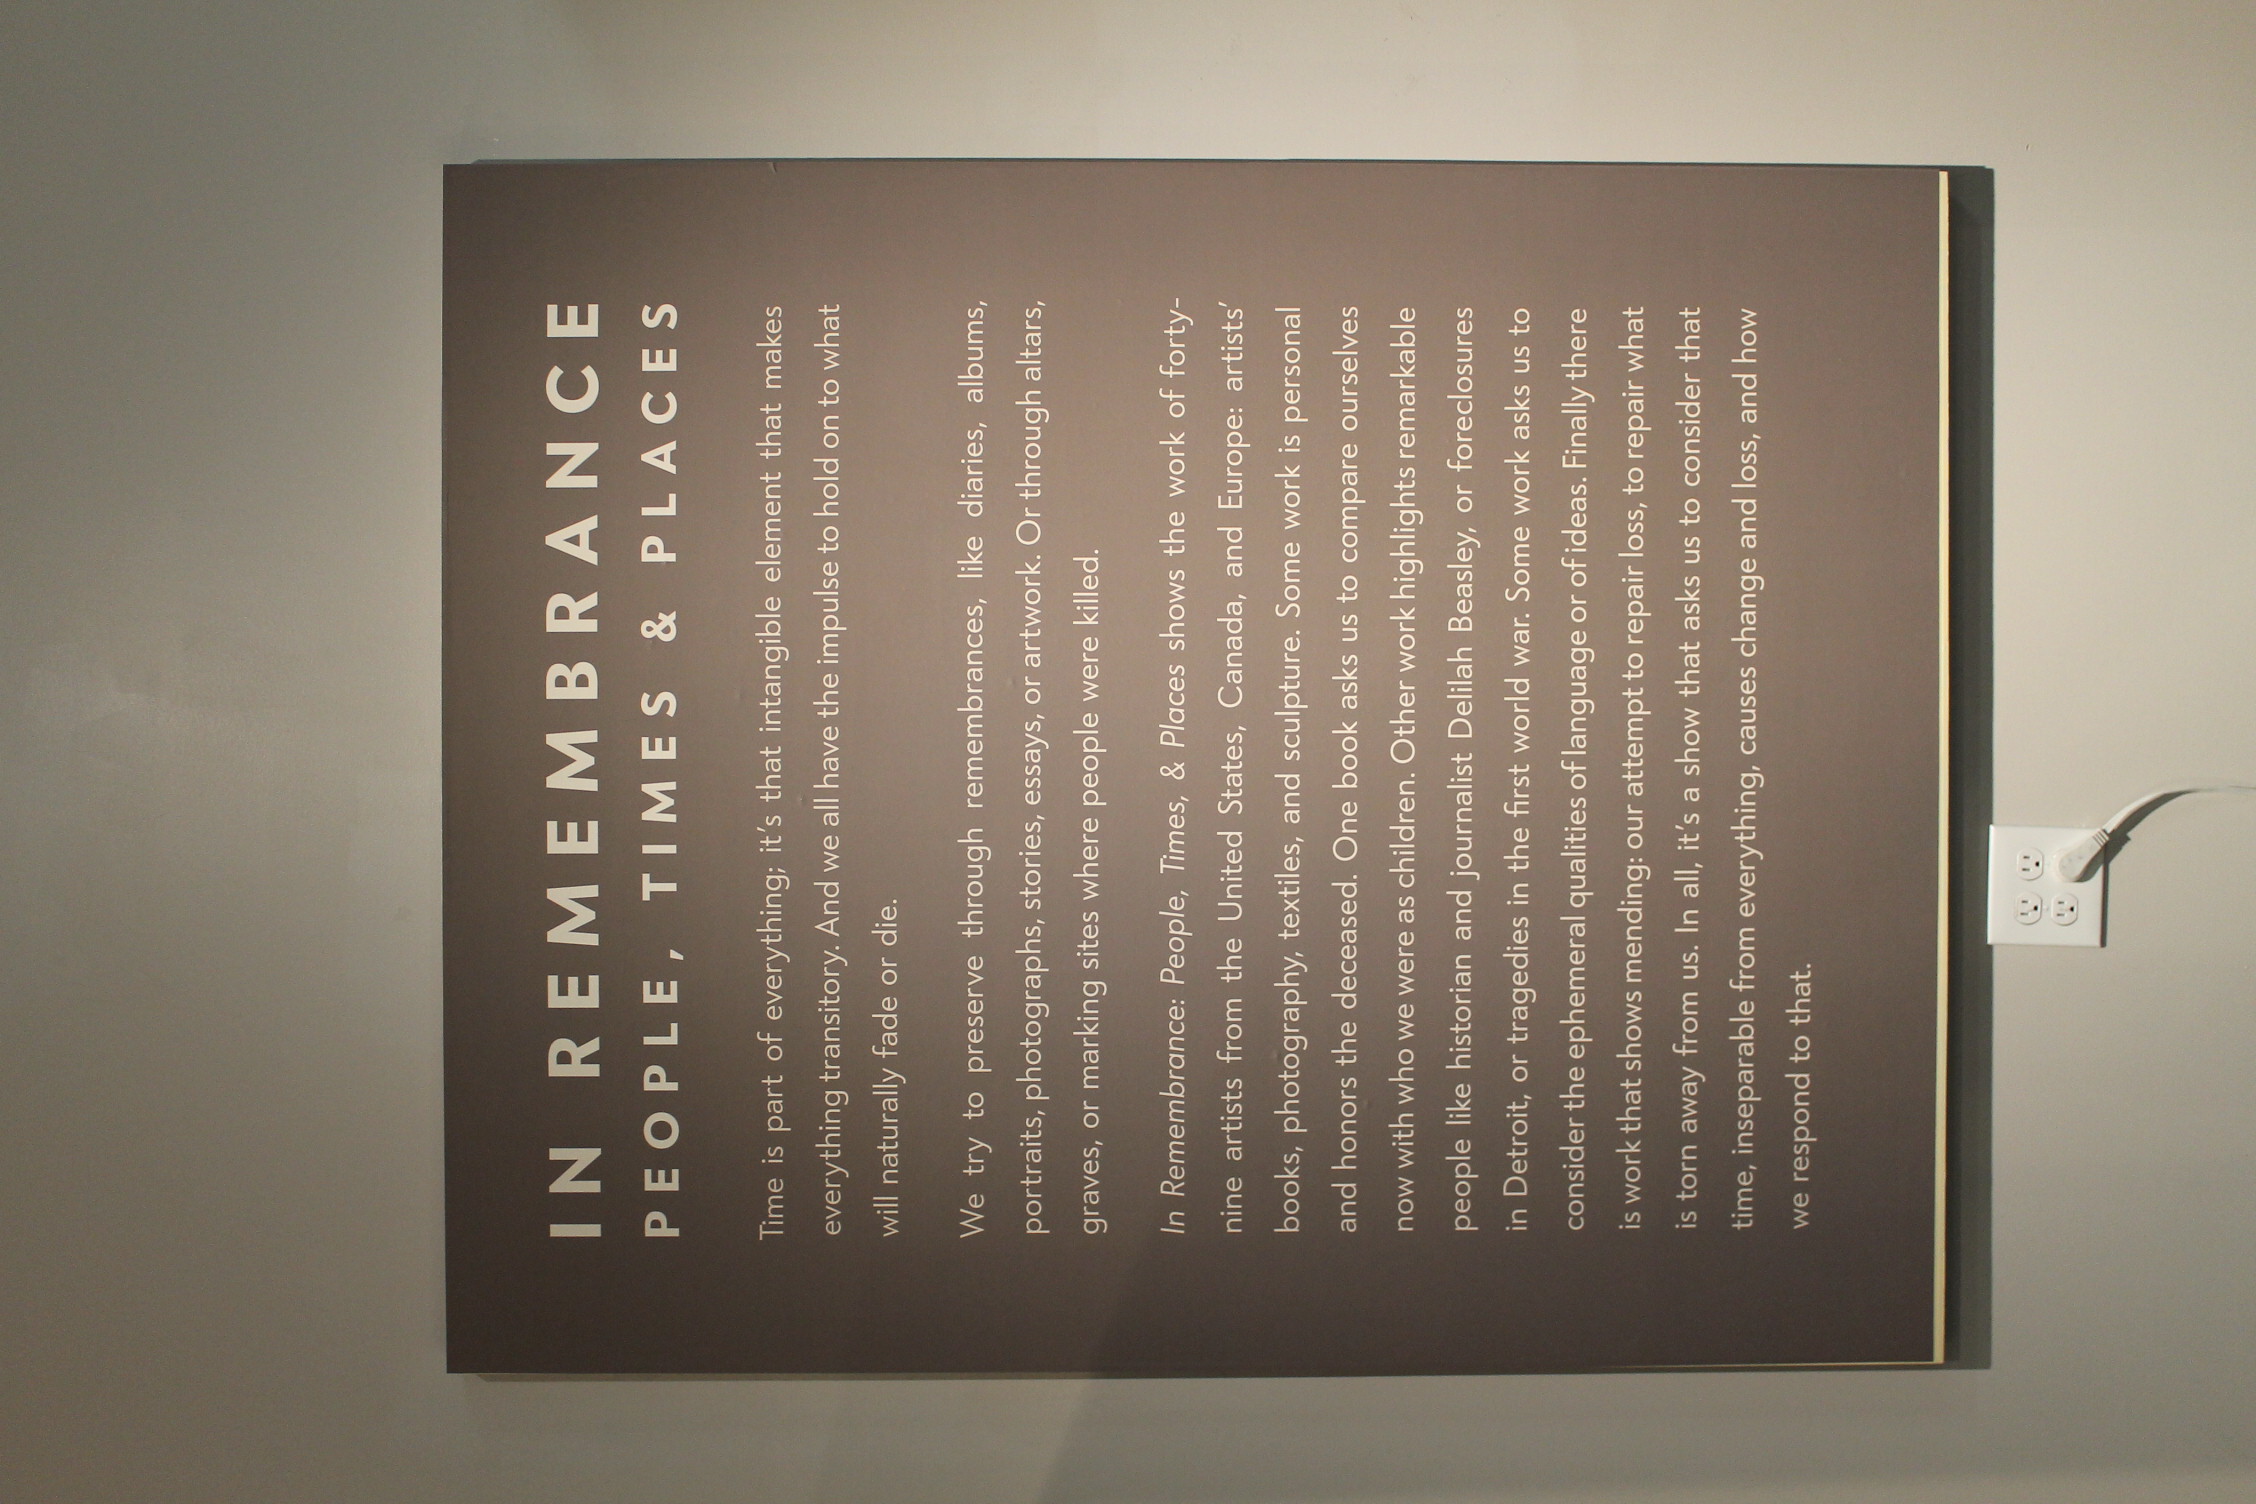 IN REMEMBRANCE
PEOPLE, TIMES & PLACES
Time is part of everything; it's that intangible element that makes
everything transitory. And we all have the impulse to hold on to what
will naturally fade or die.
We try to preserve through remembrances, like diaries, albums,
portraits, photographs, stories, essays, or artwork. Or through altars,
graves, or marking sites where people were killed.
In Remembrance: People, Times, & Places shows the work of forty-
nine artists from the United States, Canada, and Europe: artists'
books, photography, textiles, and sculpture. Some work is personal
and honors the deceased. One book asks us to compare ourselves
now with who we were as children. Other work highlights remarkable
people like historian and journalist Delilah Beasley, or foreclosures
in Detroit, or tragedies in the first world war. Some work asks us to
consider the ephemeral qualities of language or of ideas. Finally there
is work that shows mending: our attempt to repair loss, to repair what
is torn away from us. In all, it's a show that asks us to consider that
time, inseparable from everything, causes change and loss, and how
we respond to that.